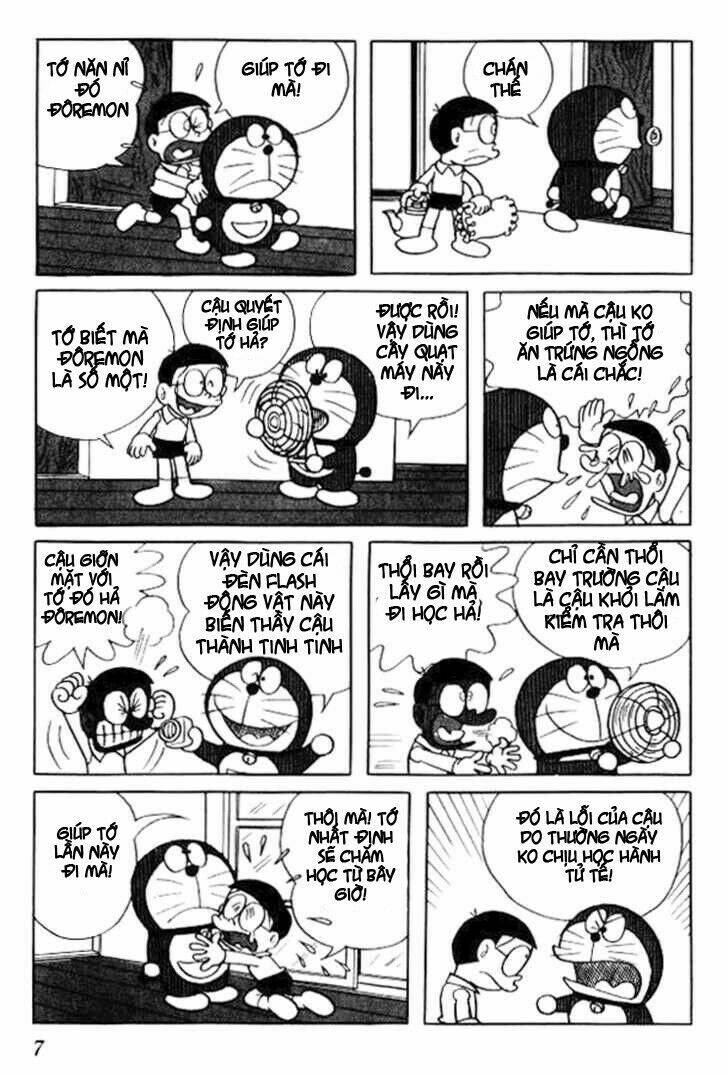 CHÁN
THẾ
GIÚP TỚ ĐI
MÀ!
TỚ NĂN NỈ
ĐÓ
ĐÔREMON
NẾU MÀ CẬU KO
GIÚP TỚ, THÌ TỚ
ĂN TRỨNG NGỖNG
LÀ CÁI CHẮC!
ĐƯỢC RỒI!
VẬY DÙNG
CÂY QUẠT
MÁY NÀY
ĐI...
CẬU QUYẾT
ĐỊNH GIÚP
TỚ HẢ?
TỚ BIẾT MÀ
ĐÔREMON
LÀ SỐ MỘT!
CHỈ CẦN THỔI
BAY TRƯỜNG CẬU
LÀ CẬU KHỎI LÀM
KIỂM TRA THÔI
MÀ
THỔI BAY RỒI
LẤY GÌ MÀ
ĐI HỌC HẢ!
VẬY DÙNG CÁI
ĐÈN FLASH
ĐỘNG VẬT NÀY
BIẾN THẦY CẬU
THÀNH TINH TINH
CẬU GIỠN
MẶT VỚI
TỚ ĐÓ HẢ
ĐÔREMON!
ĐÓ LÀ LỖI CỦA CẬU
DO THƯỜNG NGÀY
KO CHỊU HỌC HÀNH
TỬ TẾ!
THÔI MÀ! TỚ
NHẤT ĐỊNH
SẼ CHĂM
HỌC TỪ BÂY
GIỜ!
GIÚP TỚ
LẦN NÀY
ĐI MÀ!
7